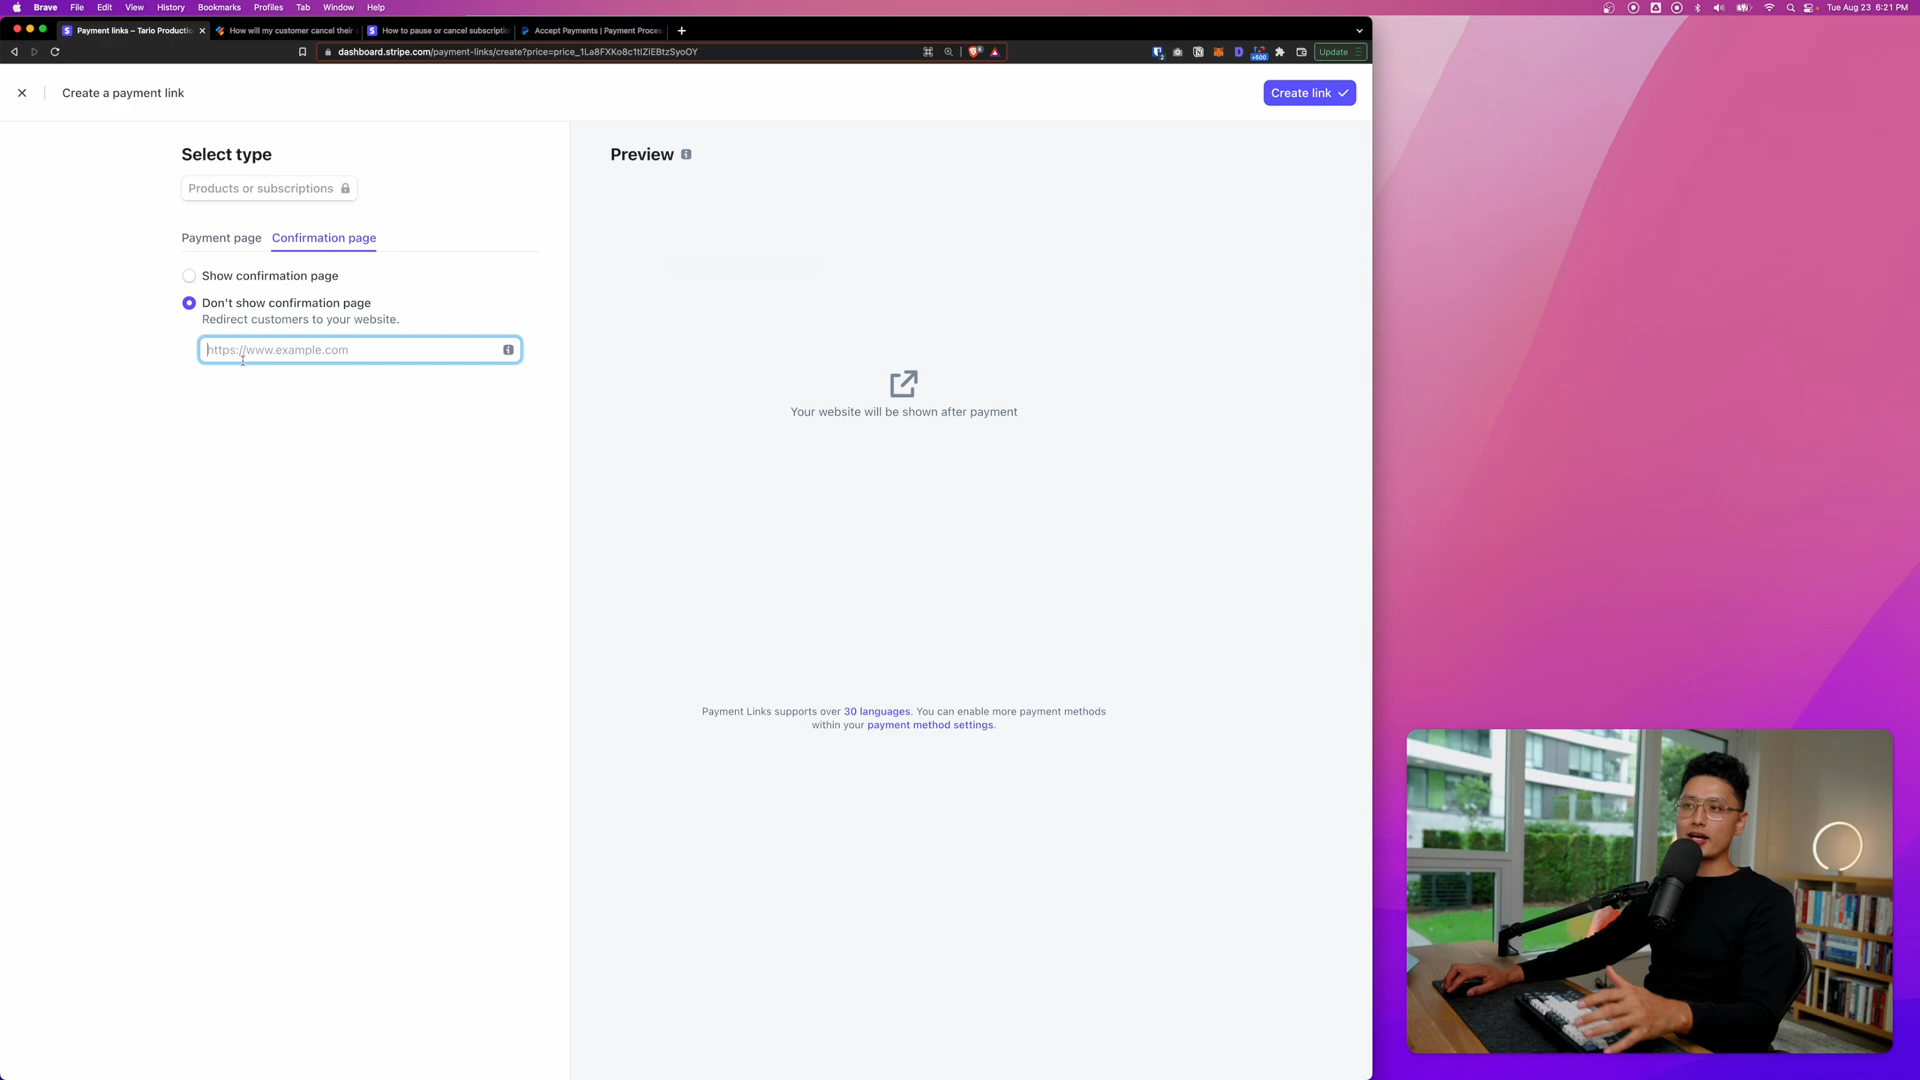 Brave File Edit View History Bookmarks Profiles Tab Window Help
Tue Aug 23 6:21 PM
Payment links – Tario Productio
How will my customer cancel their
How to pause or cancel subscriptio
Accept Payments | Payment Proces
dashboard.stripe.com/payment-links/create?price=price_1La8FXKo8c1tIZiEBtzSyoOY
Update
Create a payment link
Create link
Select type
Preview
Products or subscriptions
Payment page Confirmation page
Show confirmation page
Don't show confirmation page
Redirect customers to your website.
https://www.example.com
Your website will be shown after payment
Payment Links supports over 30 languages. You can enable more payment methods
within your payment method settings.